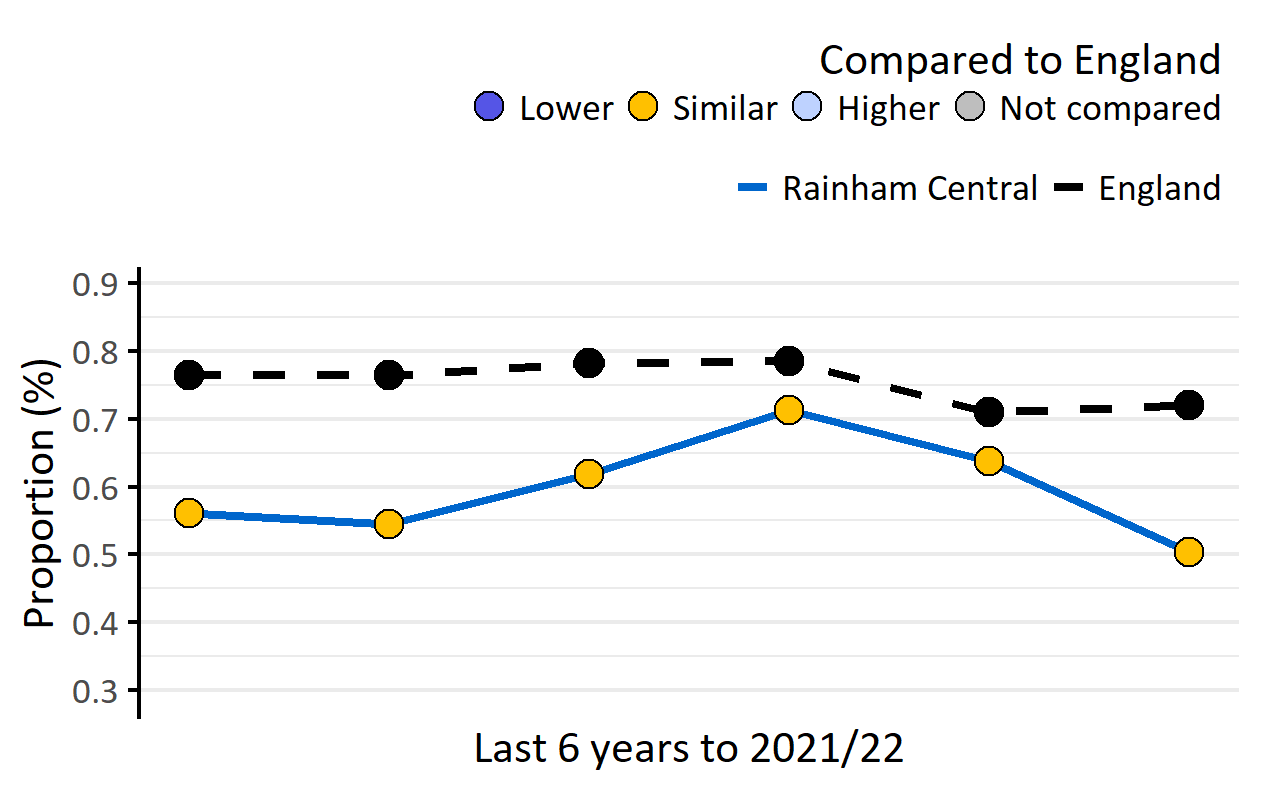 Compared to England
Lower Similar Higher Not compared
Rainham Central England
0.9
0.8
0.7
0.6
0.5
0.4
0.3
Proportion (%)
Last 6 years to 2021/22